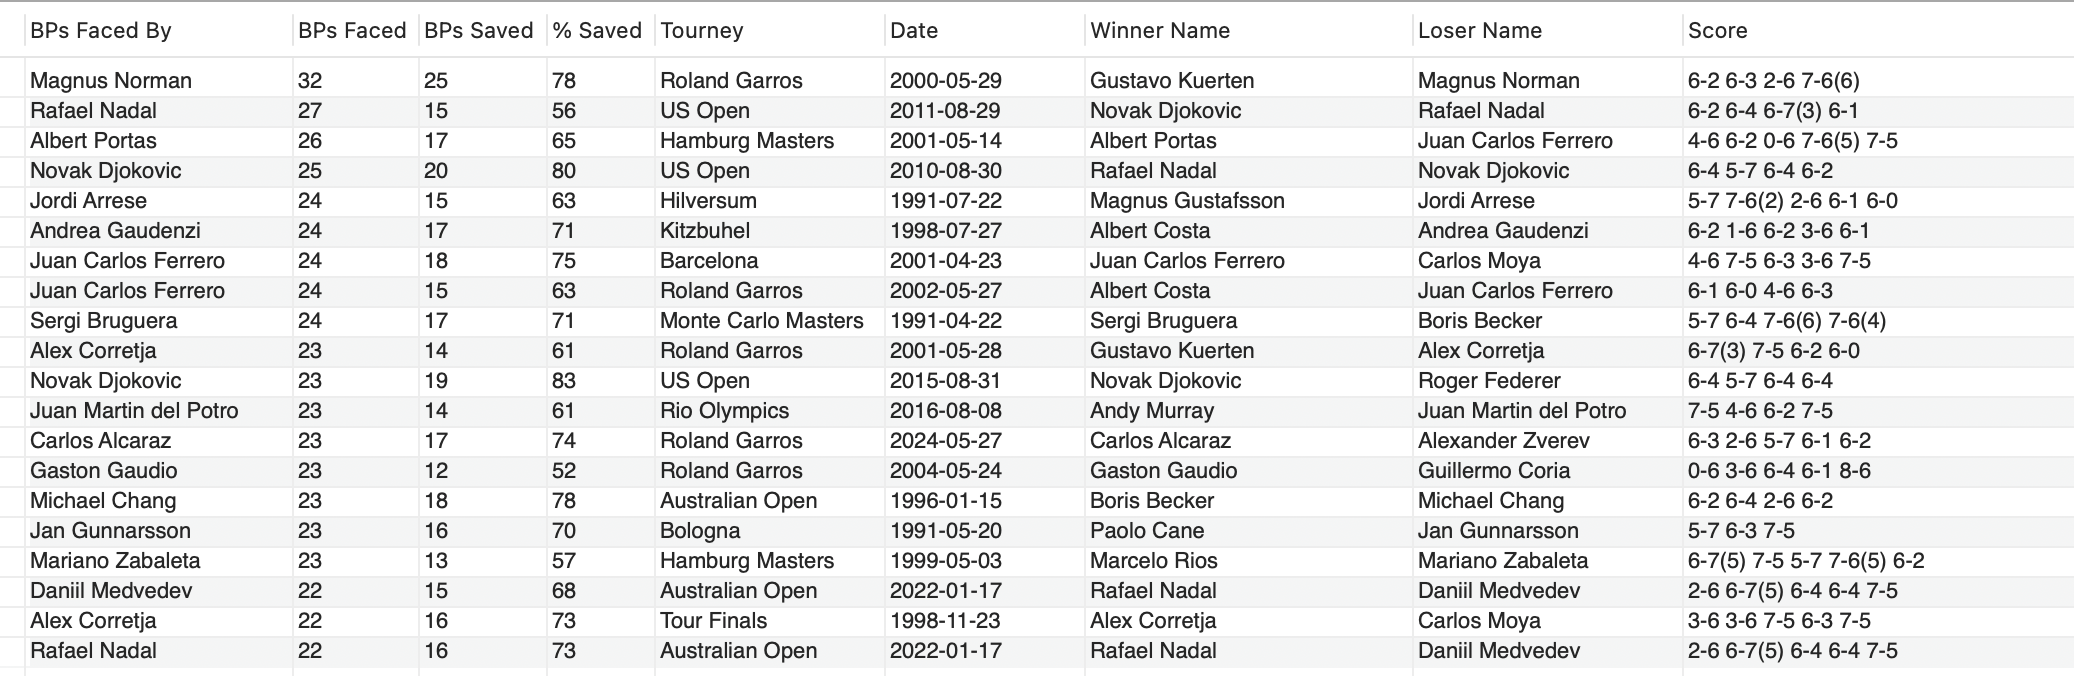 BPs Faced By BPs Faced BPs Saved % Saved Tourney Date Winner Name Loser Name Score
Magnus Norman 32 25 78 Roland Garros 2000-05-29 Gustavo Kuerten Magnus Norman 6-2 6-3 2-6 7-6(6)
Rafael Nadal 27 15 56 US Open 2011-08-29 Novak Djokovic Rafael Nadal 6-2 6-4 6-7(3) 6-1
Albert Portas 26 17 65 Hamburg Masters 2001-05-14 Albert Portas Juan Carlos Ferrero 4-6 6-2 0-6 7-6(5) 7-5
Novak Djokovic 25 20 80 US Open 2010-08-30 Rafael Nadal Novak Djokovic 6-4 5-7 6-4 6-2
Jordi Arrese 24 15 63 Hilversum 1991-07-22 Magnus Gustafsson Jordi Arrese 5-7 7-6(2) 2-6 6-1 6-0
Andrea Gaudenzi 24 17 71 Kitzbuhel 1998-07-27 Albert Costa Andrea Gaudenzi 6-2 1-6 6-2 3-6 6-1
Juan Carlos Ferrero 24 18 75 Barcelona 2001-04-23 Juan Carlos Ferrero Carlos Moya 4-6 7-5 6-3 3-6 7-5
Juan Carlos Ferrero 24 15 63 Roland Garros 2002-05-27 Albert Costa Juan Carlos Ferrero 6-1 6-0 4-6 6-3
Sergi Bruguera 24 17 71 Monte Carlo Masters 1991-04-22 Sergi Bruguera Boris Becker 5-7 6-4 7-6(6) 7-6(4)
Alex Corretja 23 14 61 Roland Garros 2001-05-28 Gustavo Kuerten Alex Corretja 6-7(3) 7-5 6-2 6-0
Novak Djokovic 23 19 83 US Open 2015-08-31 Novak Djokovic Roger Federer 6-4 5-7 6-4 6-4
Juan Martin del Potro 23 14 61 Rio Olympics 2016-08-08 Andy Murray Juan Martin del Potro 7-5 4-6 6-2 7-5
Carlos Alcaraz 23 17 74 Roland Garros 2024-05-27 Carlos Alcaraz Alexander Zverev 6-3 2-6 5-7 6-1 6-2
Gaston Gaudio 23 12 52 Roland Garros 2004-05-24 Gaston Gaudio Guillermo Coria 0-6 3-6 6-4 6-1 8-6
Michael Chang 23 18 78 Australian Open 1996-01-15 Boris Becker Michael Chang 6-2 6-4 2-6 6-2
Jan Gunnarsson 23 16 70 Bologna 1991-05-20 Paolo Cane Jan Gunnarsson 5-7 6-3 7-5
Mariano Zabaleta 23 13 57 Hamburg Masters 1999-05-03 Marcelo Rios Mariano Zabaleta 6-7(5) 7-5 5-7 7-6(5) 6-2
Daniil Medvedev 22 15 68 Australian Open 2022-01-17 Rafael Nadal Daniil Medvedev 2-6 6-7(5) 6-4 6-4 7-5
Alex Corretja 22 16 73 Tour Finals 1998-11-23 Alex Corretja Carlos Moya 3-6 3-6 7-5 6-3 7-5
Rafael Nadal 22 16 73 Australian Open 2022-01-17 Rafael Nadal Daniil Medvedev 2-6 6-7(5) 6-4 6-4 7-5